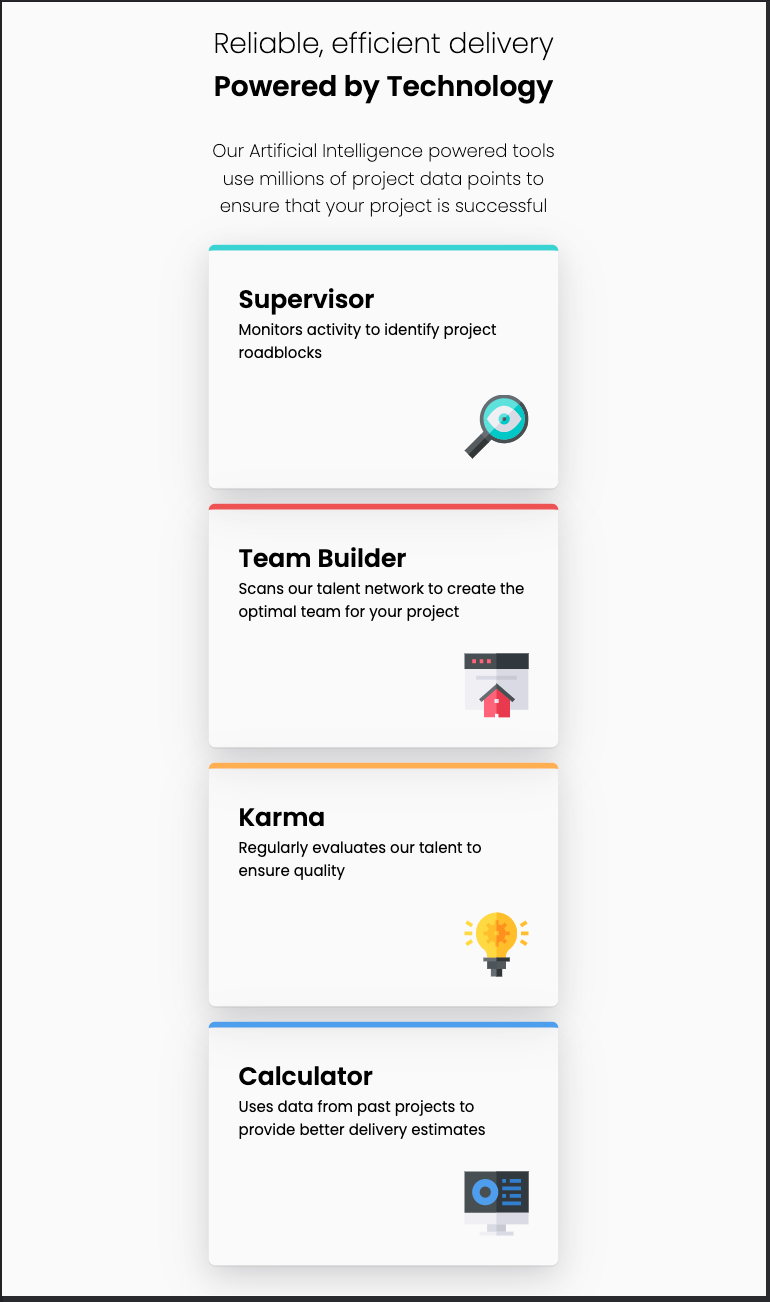 Reliable, efficient delivery
Powered by Technology
Our Artificial Intelligence powered tools
use millions of project data points to
ensure that your project is successful
Supervisor
Monitors activity to identify project
roadblocks
Team Builder
Scans our talent network to create the
optimal team for your project
Karma
Regularly evaluates our talent to
ensure quality
Calculator
Uses data from past projects to
provide better delivery estimates